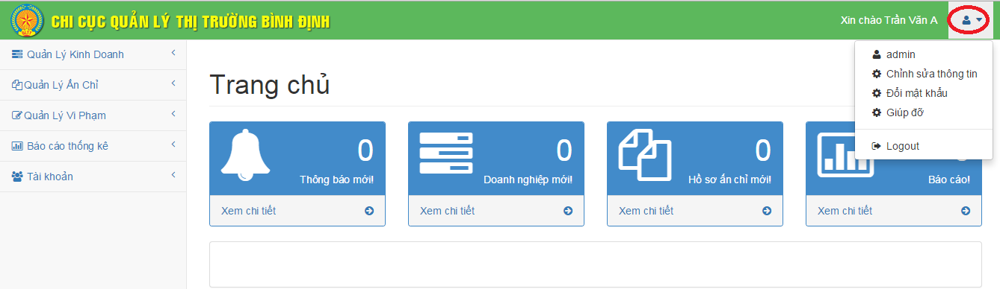 CHI CỤC QUẢN LÝ THỊ TRƯỜNG BÌNH ĐỊNH
Xin chào Trần Văn A
admin
Chỉnh sửa thông tin
Đổi mật khẩu
Giúp đỡ
Logout
Quản Lý Kinh Doanh
Quản Lý Ấn Chỉ
Quản Lý Vi Phạm
Báo cáo thống kê
Tài khoản
Trang chủ
0
Thông báo mới!
Xem chi tiết
0
Doanh nghiệp mới!
Xem chi tiết
0
Hồ sơ ấn chỉ mới!
Xem chi tiết
Báo cáo!
Xem chi tiết